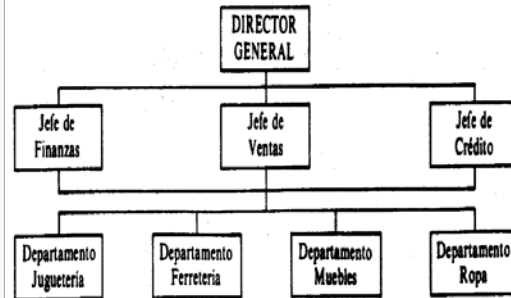 DIRECTOR
GENERAL
Jefe de
Finanzas
Jefe de
Ventas
Jefe de
Crédito
Departamento
Juguetería
Departamento
Ferretería
Departamento
Muebles
Departamento
Ropa